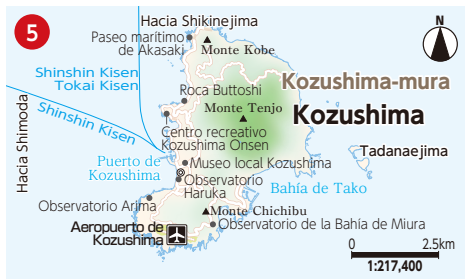 5
Hacia Shikinejima
N
Paseo marítimo
de Akasaki
Monte Kobe
Shinshin Kisen
Tokai Kisen
Roca Buttoshi
Kozushima-mura
Monte Tenjo
Kozushima
Shinshin Kisen
Hacia Shimoda
Centro recreativo
Kozushima Onsen
Tadanaejima
Puerto de
Kozushima
Museo local Kozushima
Observatorio
Haruka
Bahía de Tako
Observatorio Arima
Monte Chichibu
Aeropuerto de
Kozushima
Observatorio de la Bahía de Miura
0 2.5km
1:217,400